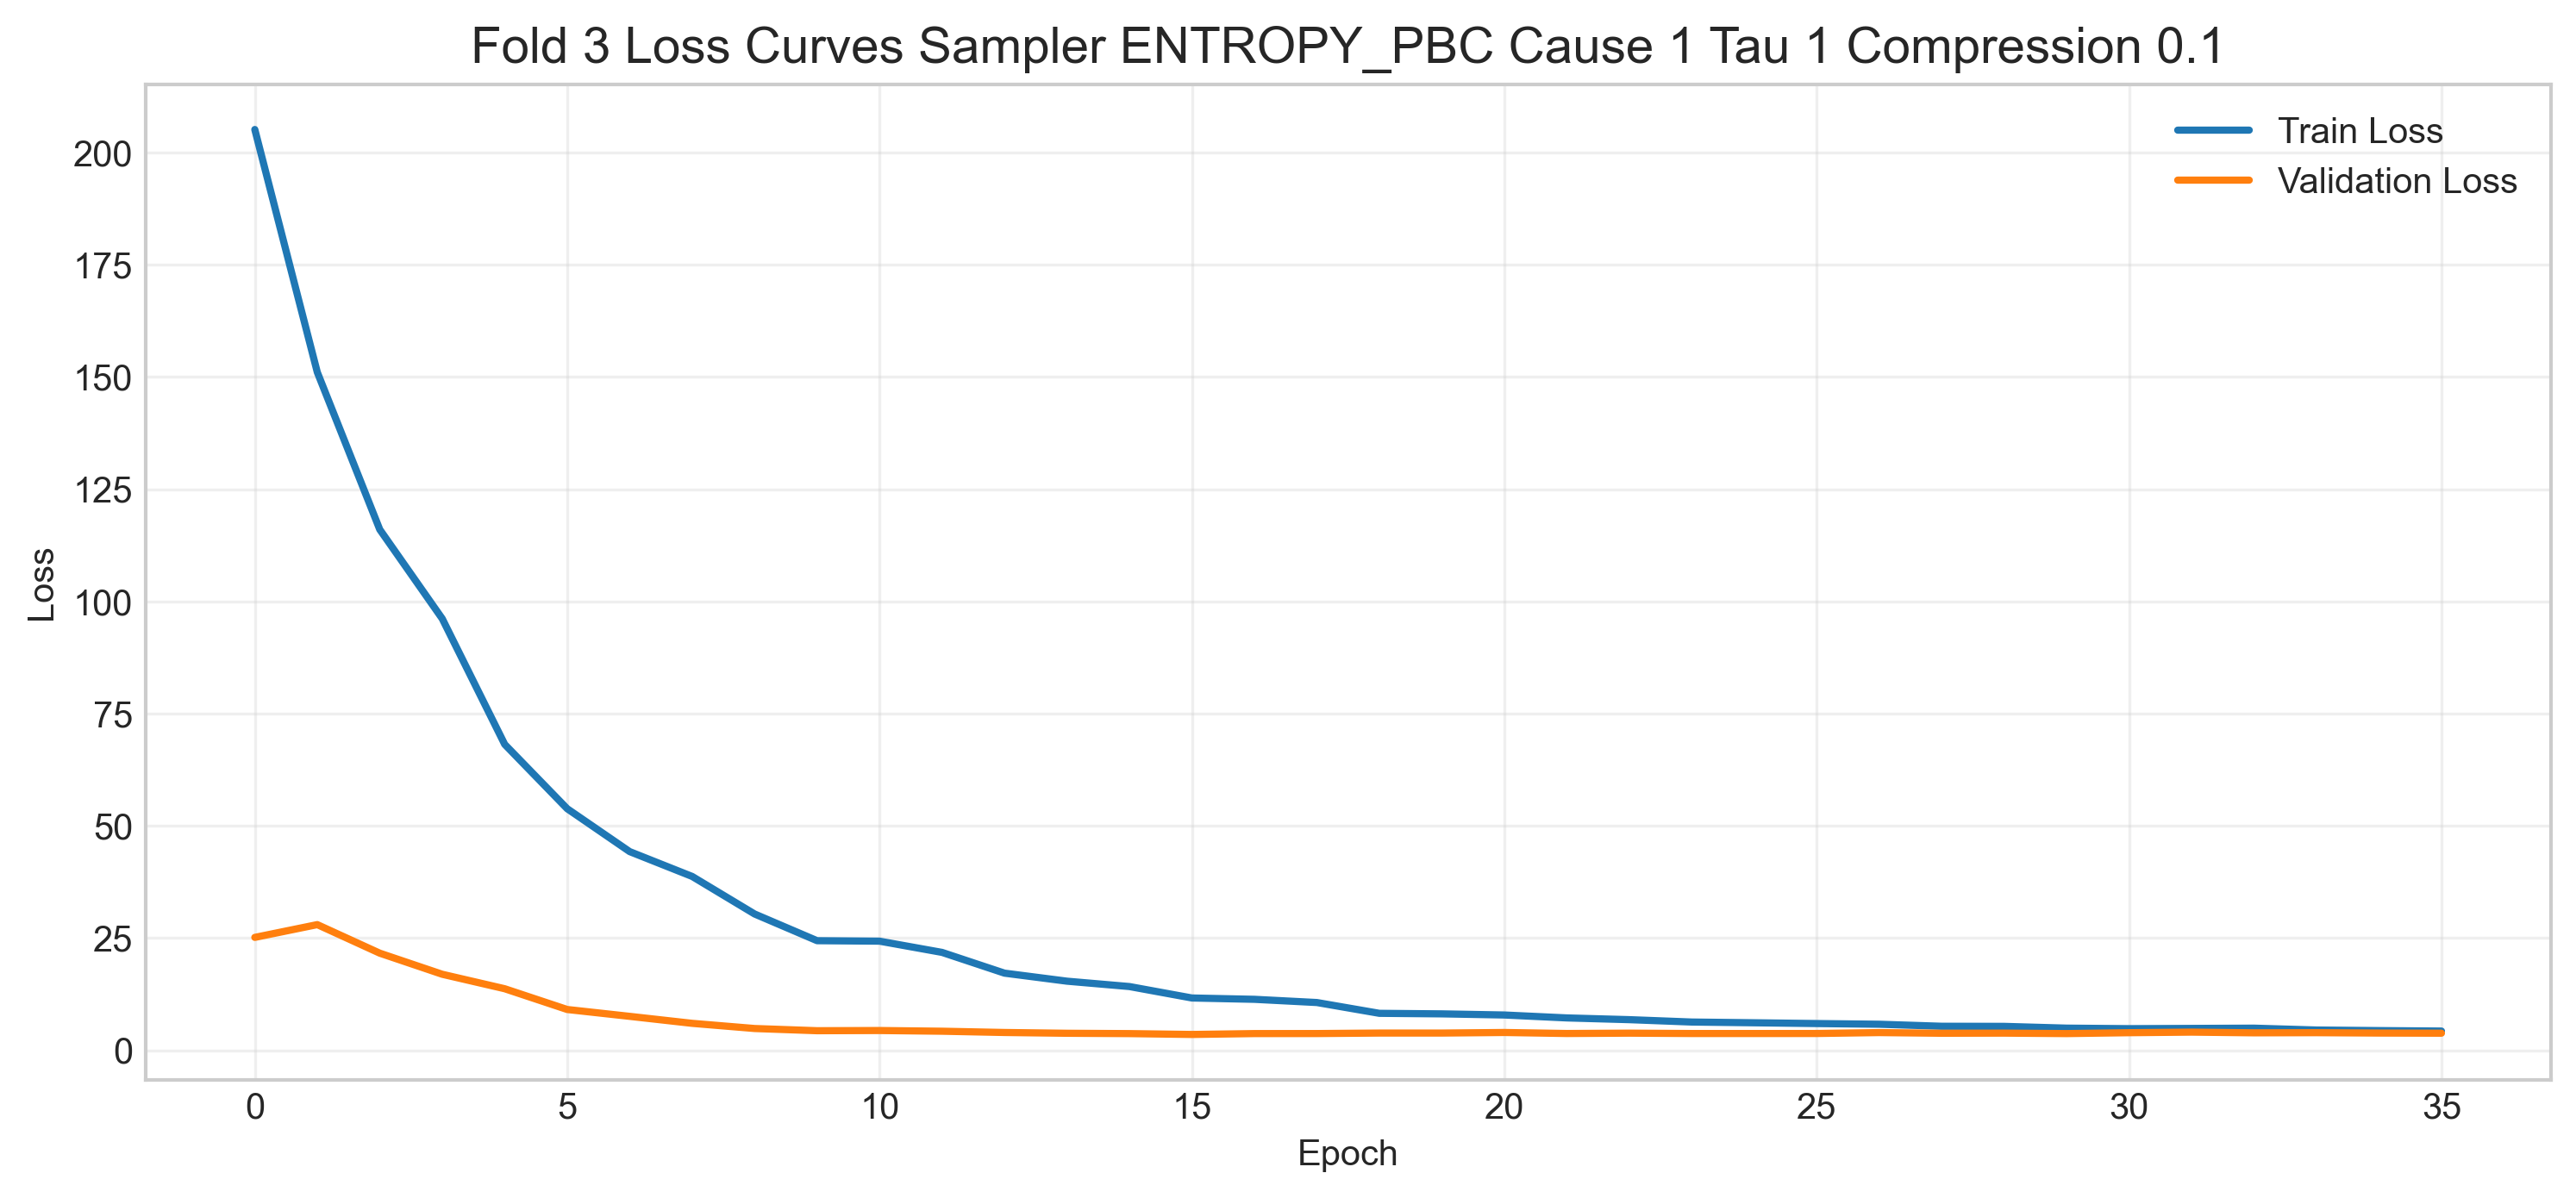 Fold 3 Loss Curves Sampler ENTROPY_PBC Cause 1 Tau 1 Compression 0.1
Train Loss
Validation Loss
Loss
200
175
150
125
100
75
50
25
0
0 5 10 15 20 25 30 35
Epoch